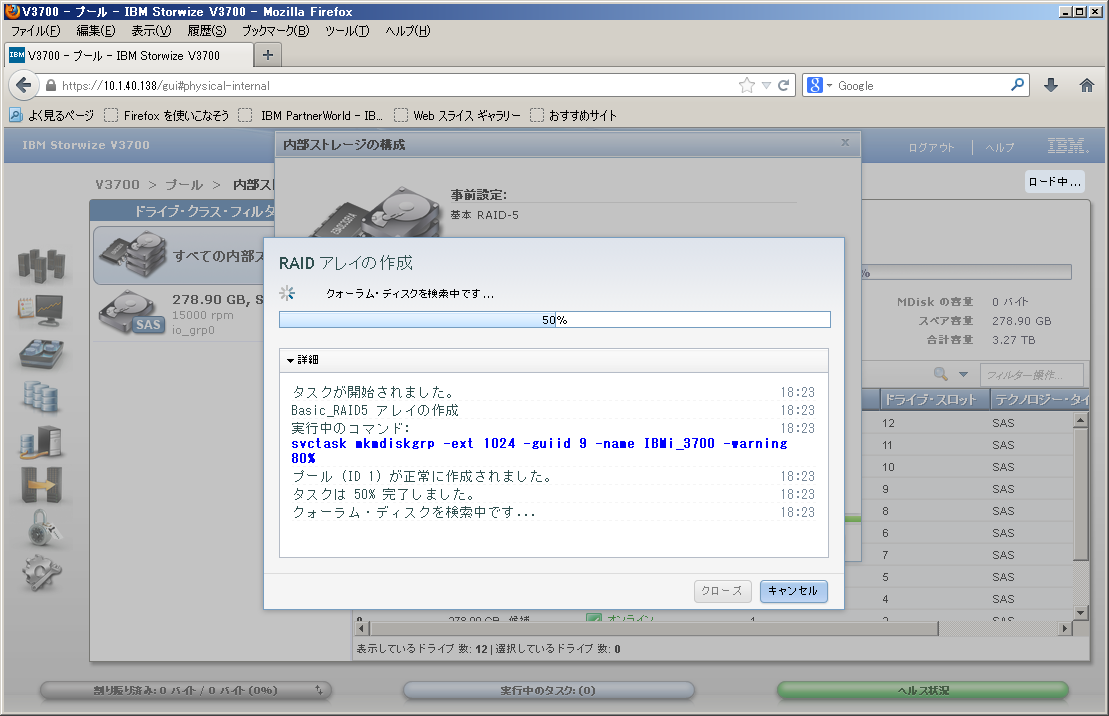 V3700 - プール - IBM Storwize V3700 - Mozilla Firefox
ファイル(F) 編集(E) 表示(V) 履歴(S) ブックマーク(B) ツール(T) ヘルプ(H)
IBM V3700 - プール - IBM Storwize V3700 +
https://10.1.40.138/gui#physical-internal
8 Google
よく見るページ Firefox を使いこなそう IBM PartnerWorld - IB... Web スライス ギャラリー おすすめサイト
IBM Storwize V3700
内部ストレージの構成 x
ログアウト | ヘルプ IBM.
V3700 > プール > 内部ス
ロード中...
事前設定:
基本 RAID-5
ドライブ・クラス・フィルタ
すべての内部ス
278.90 GB, S
15000 rpm
io_grp0
SAS
%
MDisk の容量 0 バイト
スペア容量 278.90 GB
合計容量 3.27 TB
フィルター操作...
RAID アレイの作成
クォーラム・ディスクを検索中です...
50%
詳細
タスクが開始されました。 18:23
Basic_RAID5 アレイの作成 18:23
実行中のコマンド: 18:23
svctask mkmdiskgrp -ext 1024 -guiid 9 -name IBMi_3700 -warning
80%
プール (ID 1) が正常に作成されました。 18:23
タスクは 50% 完了しました。 18:23
クォーラム・ディスクを検索中です... 18:23
クローズ キャンセル
ドライブ・スロット テクノロジー・タイ
12 SAS
11 SAS
10 SAS
9 SAS
8 SAS
6 SAS
7 SAS
5 SAS
4 SAS
278.90 GB 候補 オンライン 1
表示しているドライブ 数: 12 | 選択しているドライブ 数: 0
割り振り済み: 0 バイト / 0 バイト (0%)
実行中のタスク: (0)
ヘルス状況